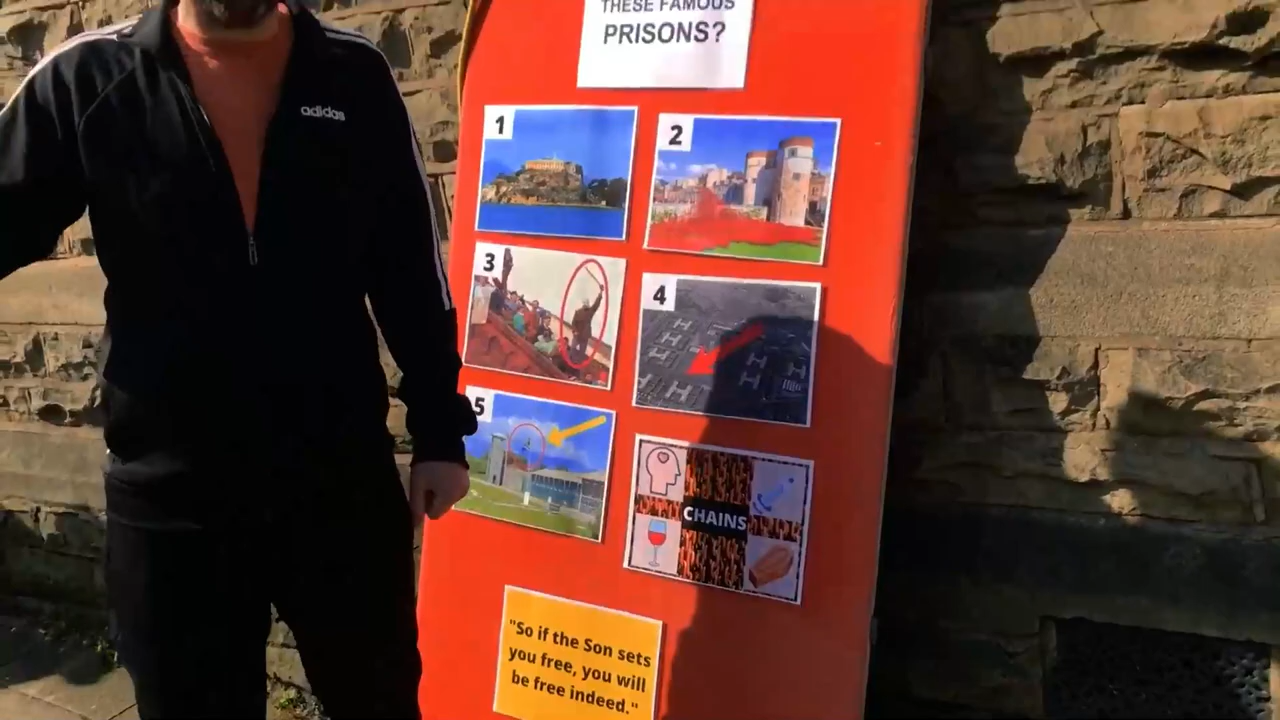 THESE FAMOUS
PRISONS?
adidas
1
2
3
4
5
CHAINS
"So if the Son sets
you free, you will
be free indeed."